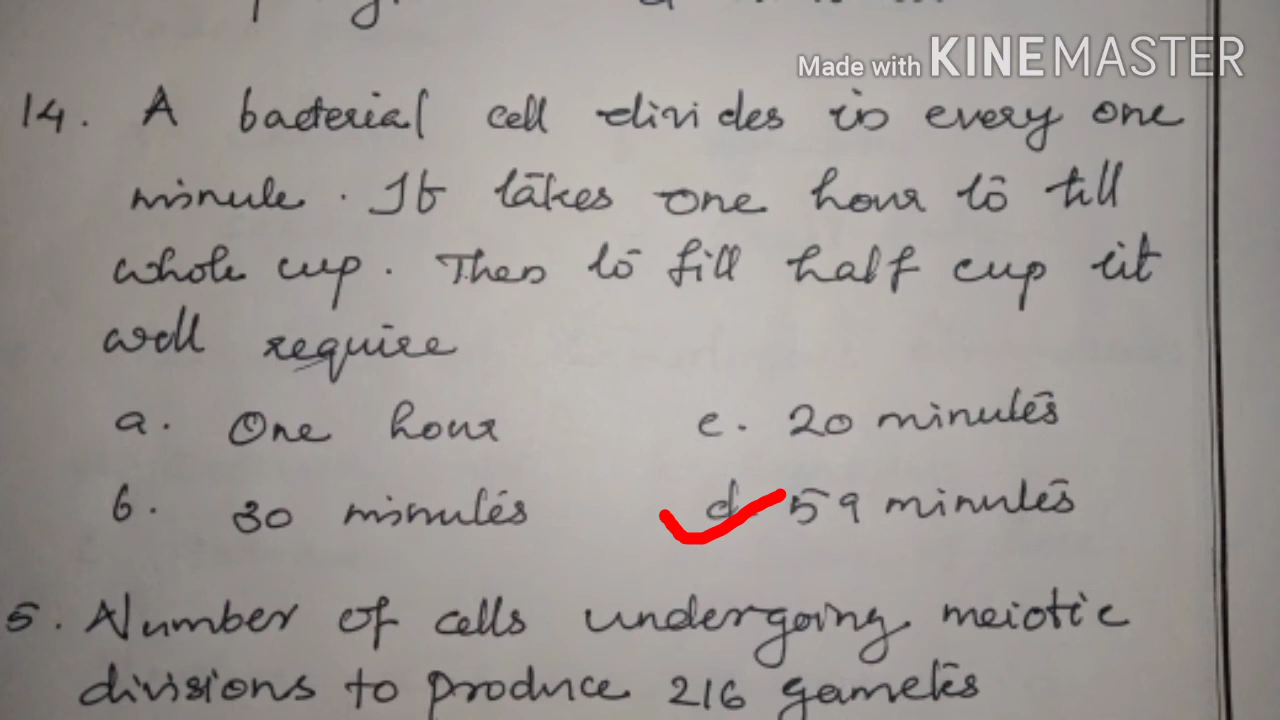 Made with KINEMASTER
14. A bacterial cell divides in every one
minute. It takes one hour to till
whole cup. Then to fill half cup it
will require
a. One hour c. 20 minutes
b. 30 minutes d. 59 minutes
5. Number of cells undergoing meiotic
divisions to produce 216 gametes